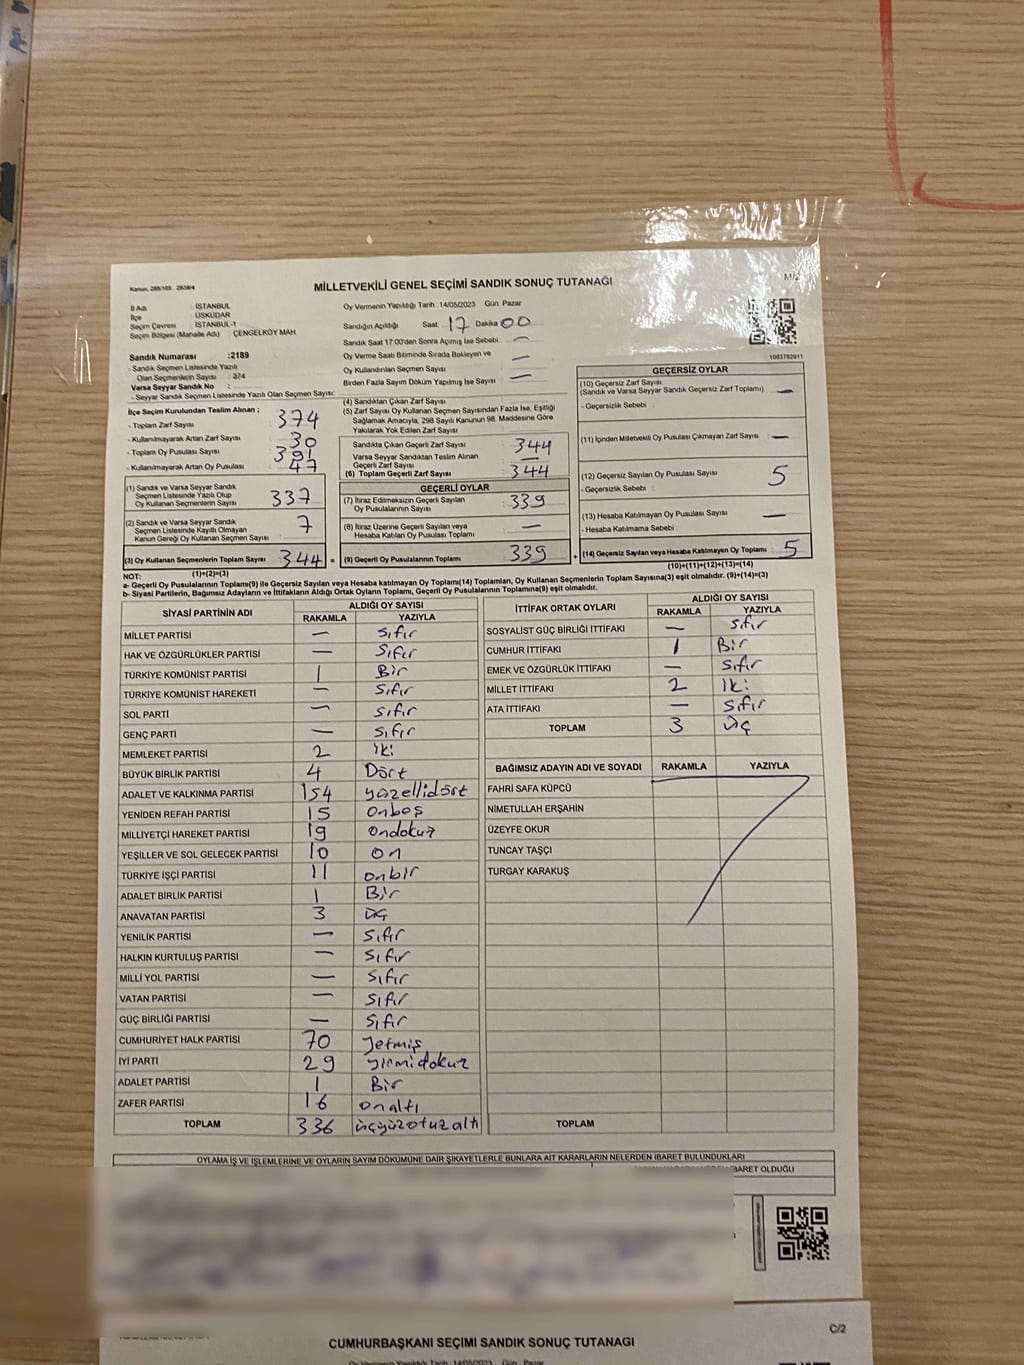 MİLLETVEKİLİ GENEL SEÇİMİ SANDIK SONUÇ TUTANAĞI
M/2
İl Adı : İSTANBUL
İlçe : ÜSKÜDAR
Seçim Çevresi : İSTANBUL-1
Seçim Bölgesi (Mahalle Adı) : ÇENGELKÖY MAH
Sandık Numarası :2189
- Sandık Seçmen Listesinde Yazılı
Olan Seçmenlerin Sayısı : 374
Varsa Seyyar Sandık No :
- Seyyar Sandık Seçmen Listesinde Yazılı Olan Seçmen Sayısı:
Oy Vermenin Yapıldığı Tarih : 14/05/2023 Gün: Pazar
Sandığın Açıldığı Saat 17 Dakika 00
Sandık Saat 17:00'den Sonra Açımış İse Sebebi : —
Oy Verme Saati Bitiminde Sırada Bekleyen ve
Oy Kullandırılan Seçmen Sayısı —
Birden Fazla Sayım Döküm Yapılmış İse Sayısı —
1083782911
İlçe Seçim Kurulundan Teslim Alınan ;
- Toplam Zarf Sayısı 374
- Kullanılmayarak Artan Zarf Sayısı 30
- Toplam Oy Pusulası Sayısı 391
- Kullanılmayarak Artan Oy Pusulası 47
(1) Sandık ve Varsa Seyyar Sandık
Seçmen Listesinde Yazılı Olup
Oy Kullanan Seçmenlerin Sayısı 337
(2) Sandık ve Varsa Seyyar Sandık
Seçmen Listesinde Kayıtlı Olmayan
Kanun Gereği Oy Kullanan Seçmen Sayısı : 7
(3) Oy Kullanan Seçmenlerin Toplam Sayısı 344 =
(1)+(2)=(3)
(4) Sandıktan Çıkan Zarf Sayısı
(5) Zarf Sayısı Oy Kullanan Seçmen Sayısından Fazla İse, Eşitliği
Sağlamak Amacıyla, 298 Sayılı Kanunun 98. Maddesine Göre
Yakılarak Yok Edilen Zarf Sayısı
Sandıkta Çıkan Geçerli Zarf Sayısı 344
Varsa Seyyar Sandıktan Teslim Alınan
Geçerli Zarf Sayısı —
(6) Toplam Geçerli Zarf Sayısı 344
GEÇERLİ OYLAR
(7) İtiraz Edilmeksizin Geçerli Sayılan
Oy Pusulalarının Sayısı : 339
(8) İtiraz Üzerine Geçerli Sayılan veya
Hesaba Katılan Oy Pusulası Toplamı —
(9) Geçerli Oy Pusulalarının Toplamı 339 +
GEÇERSİZ OYLAR
(10) Geçersiz Zarf Sayısı
(Sandık ve Varsa Seyyar Sandık Geçersiz Zarf Toplamı) —
- Geçersizlik Sebebi :
(11) İçinden Milletvekili Oy Pusulası Çıkmayan Zarf Sayısı —
(12) Geçersiz Sayılan Oy Pusulası Sayısı 5
- Geçersizlik Sebebi :
(13) Hesaba Katılmayan Oy Pusulası Sayısı —
- Hesaba Katılmama Sebebi :
(14) Geçersiz Sayılan veya Hesaba Katılmayan Oy Toplamı 5
(10)+(11)+(12)+(13)=(14)
NOT:
a- Geçerli Oy Pusulalarının Toplamı(9) ile Geçersiz Sayılan veya Hesaba katılmayan Oy Toplamı(14) Toplamları, Oy Kullanan Seçmenlerin Toplam Sayısına(3) eşit olmalıdır. (9)+(14)=(3)
b- Siyasi Partilerin, Bağımsız Adayların ve İttifakların Aldığı Ortak Oyların Toplamı, Geçerli Oy Pusulalarının Toplamına(9) eşit olmalıdır.
SİYASİ PARTİNİN ADI ALDIĞI OY SAYISI
RAKAMLA YAZIYLA
MİLLET PARTİSİ — Sıfır
HAK VE ÖZGÜRLÜKLER PARTİSİ — Sıfır
TÜRKİYE KOMÜNİST PARTİSİ 1 Bir
TÜRKİYE KOMÜNİST HAREKETİ — Sıfır
SOL PARTİ — Sıfır
GENÇ PARTİ — Sıfır
MEMLEKET PARTİSİ 2 iki
BÜYÜK BİRLİK PARTİSİ 4 Dört
ADALET VE KALKINMA PARTİSİ 154 yüzellidört
YENİDEN REFAH PARTİSİ 15 onbeş
MİLLİYETÇİ HAREKET PARTİSİ 19 ondokuz
YEŞİLLER VE SOL GELECEK PARTİSİ 10 on
TÜRKİYE İŞÇİ PARTİSİ 11 onbir
ADALET BİRLİK PARTİSİ 1 Bir
ANAVATAN PARTİSİ 3 üç
YENİLİK PARTİSİ — Sıfır
HALKIN KURTULUŞ PARTİSİ — Sıfır
MİLLİ YOL PARTİSİ — Sıfır
VATAN PARTİSİ — Sıfır
GÜÇ BİRLİĞİ PARTİSİ — Sıfır
CUMHURİYET HALK PARTİSİ 70 Yetmiş
İYİ PARTİ 29 yirmidokuz
ADALET PARTİSİ 1 Bir
ZAFER PARTİSİ 16 onaltı
TOPLAM 336 üçyüzotuzaltı
İTTİFAK ORTAK OYLARI ALDIĞI OY SAYISI
RAKAMLA YAZIYLA
SOSYALİST GÜÇ BİRLİĞİ İTTİFAKI — Sıfır
CUMHUR İTTİFAKI 1 Bir
EMEK VE ÖZGÜRLÜK İTTİFAKI — Sıfır
MİLLET İTTİFAKI 2 iki
ATA İTTİFAKI — Sıfır
TOPLAM 3 üç
BAĞIMSIZ ADAYIN ADI VE SOYADI RAKAMLA YAZIYLA
FAHRİ SAFA KÜPCÜ
NİMETULLAH ERŞAHİN
ÜZEYFE OKUR
TUNCAY TAŞÇI
TURGAY KARAKUŞ
TOPLAM
OYLAMA İŞ VE İŞLEMLERİNE VE OYLARIN SAYIM DÖKÜMÜNE DAİR ŞİKAYETLERLE BUNLARA AİT KARARLARIN NELERDEN İBARET BULUNDUKLARI
İBARET OLDUĞU
C/2
CUMHURBAŞKANI SEÇİMİ SANDIK SONUÇ TUTANAGI
Oy Vermenin Yapıldığı Tarih : 14/05/2023 Gün: Pazar